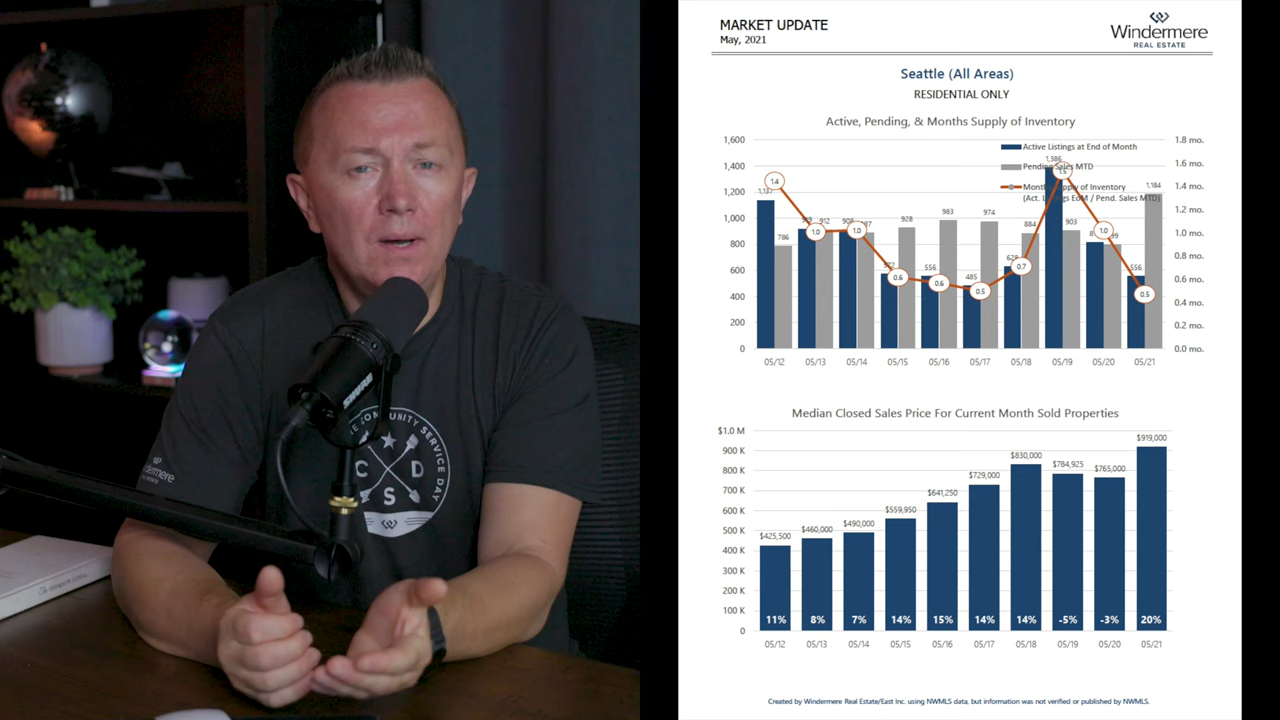 MARKET UPDATE
May, 2021
Windermere
REAL ESTATE
Seattle (All Areas)
RESIDENTIAL ONLY
Active, Pending, & Months Supply of Inventory
1,600
1,400
1,200
1,000
800
600
400
200
0
1.8 mo.
1.6 mo.
1.4 mo.
1.2 mo.
1.0 mo.
0.8 mo.
0.6 mo.
0.4 mo.
0.2 mo.
0.0 mo.
Active Listings at End of Month
Pending Sales MTD
Supply of Inventory
(Act. EoM / Pend. Sales MTD)
786
912
928
556
983
485
974
884
1,386
903
556
1,184
1.4
1.0
1.0
0.6
0.6
0.5
0.7
1.5
1.0
0.5
05/12 05/13 05/14 05/15 05/16 05/17 05/18 05/19 05/20 05/21
Median Closed Sales Price For Current Month Sold Properties
$1.0 M
900 K
800 K
700 K
600 K
500 K
400 K
300 K
200 K
100 K
0
$425,500
$460,000
$490,000
$559,950
$641,250
$729,000
$830,000
$784,925
$765,000
$919,000
11% 8% 7% 14% 15% 14% 14% -5% -3% 20%
05/12 05/13 05/14 05/15 05/16 05/17 05/18 05/19 05/20 05/21
Created by Windermere Real Estate/East Inc. using NWMLS data, but information was not verified or published by NWMLS.
SHURE
COMMUNITY SERVICE DAY
C D
S
Windermere